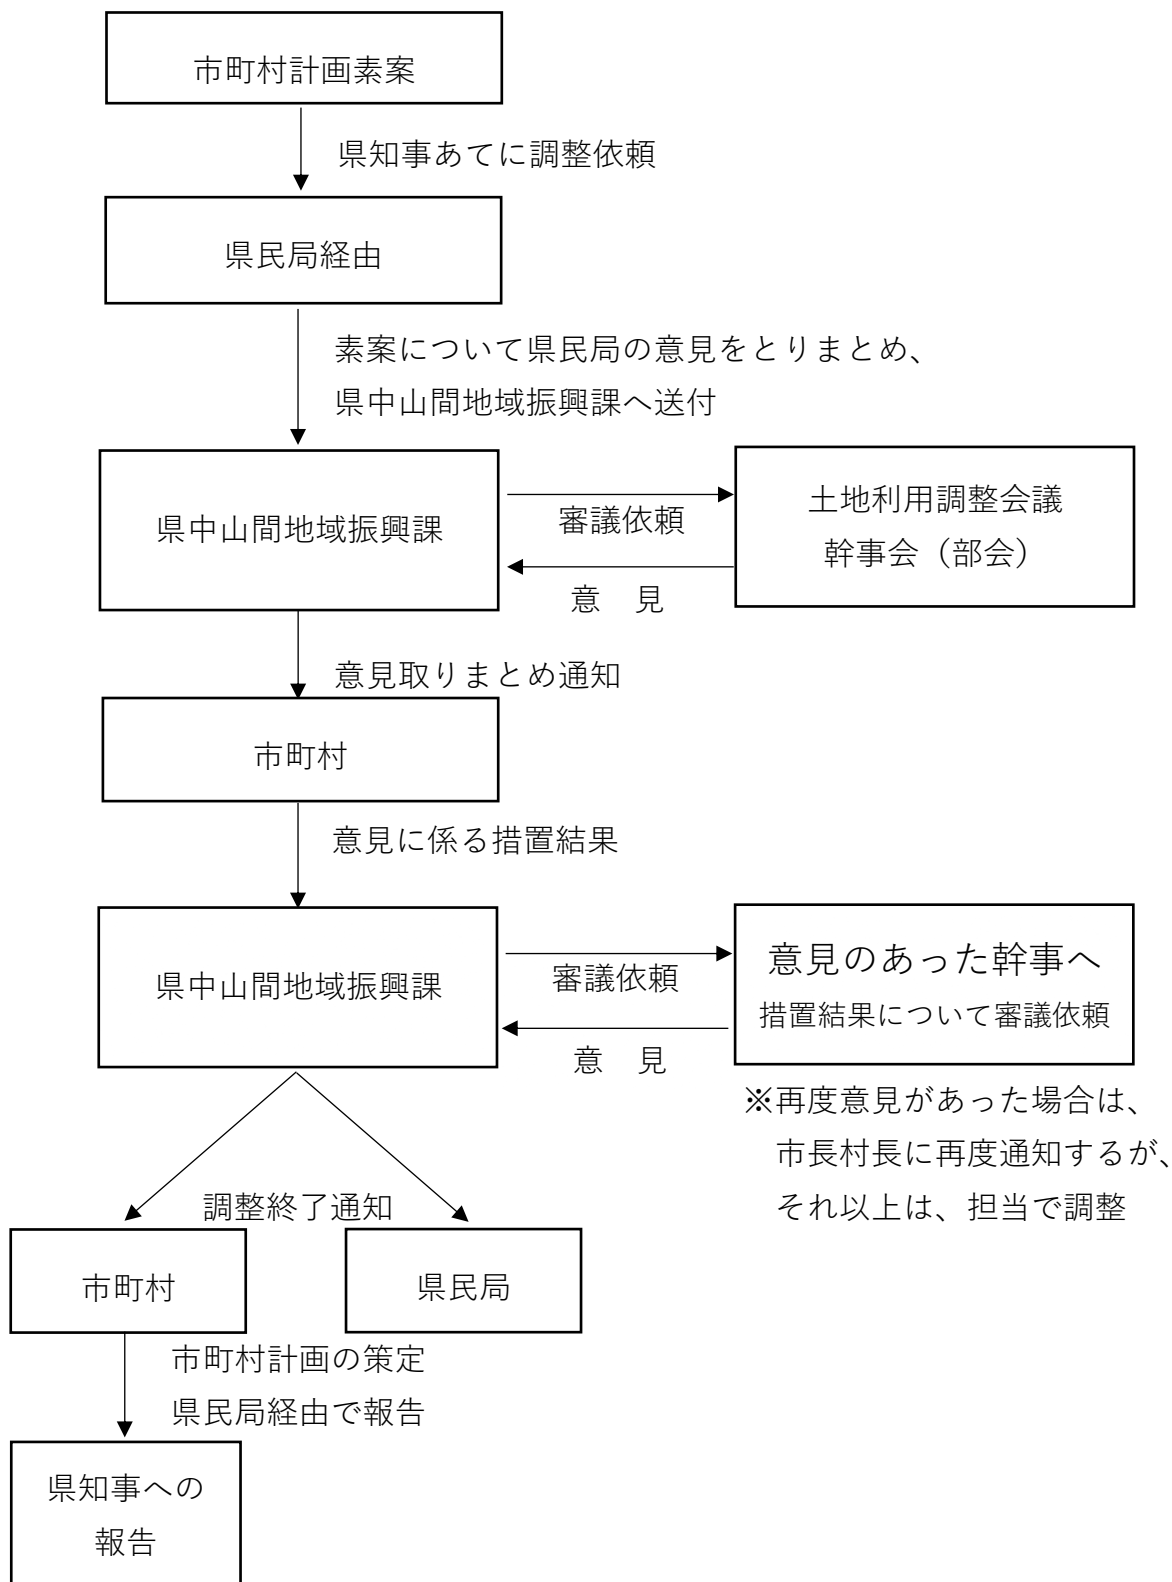 市町村計画素案
県知事あてに調整依頼
県民局経由
素案について県民局の意見をとりまとめ、
県中山間地域振興課へ送付
県中山間地域振興課
審議依頼
意　見
土地利用調整会議
幹事会（部会）
意見取りまとめ通知
市町村
意見に係る措置結果
県中山間地域振興課
審議依頼
意　見
意見のあった幹事へ
措置結果について審議依頼
※再度意見があった場合は、
市長村長に再度通知するが、
それ以上は、担当で調整
調整終了通知
市町村
県民局
市町村計画の策定
県民局経由で報告
県知事への
報告